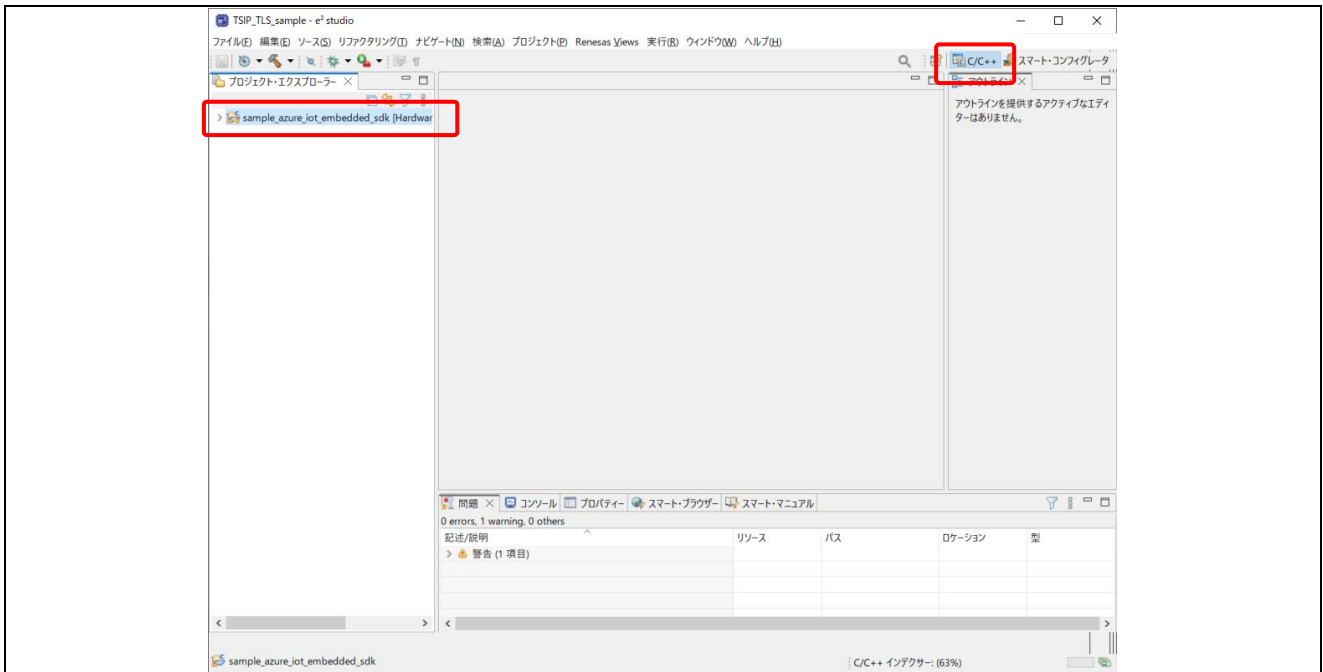 TSIP_TLS_sample - e² studio
ファイル(F) 編集(E) ソース(S) リファクタリング(T) ナビゲート(N) 検索(A) プロジェクト(P) Renesas Views 実行(R) ウィンドウ(W) ヘルプ(H)
C/C++ スマート・コンフィグレータ
プロジェクト・エクスプローラー
アウトライン
sample_azure_iot_embedded_sdk [Hardwar
アウトラインを提供するアクティブなエディ
ターはありません。
問題 コンソール プロパティー スマート・ブラウザー スマート・マニュアル
0 errors, 1 warning, 0 others
記述/説明 リソース パス ロケーション 型
警告 (1 項目)
sample_azure_iot_embedded_sdk
C/C++ インデクサー: (63%)